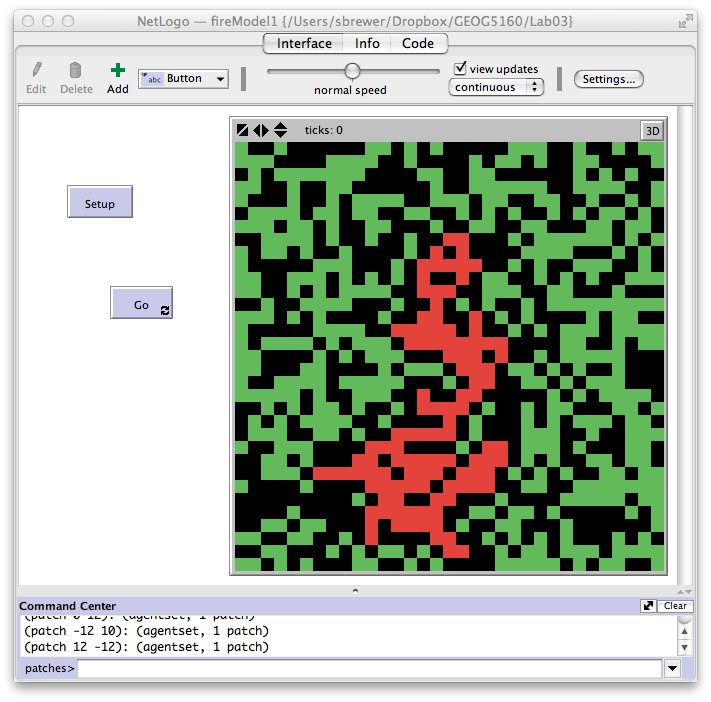 NetLogo — fireModel1 {/Users/sbrewer/Dropbox/GEOG5160/Lab03}
Interface Info Code
Edit Delete Add abc Button normal speed view updates continuous Settings...
ticks: 0 3D
Setup
Go
Command Center Clear
(patch 0 12): (agentset, 1 patch)
(patch -12 10): (agentset, 1 patch)
(patch 12 -12): (agentset, 1 patch)
patches>